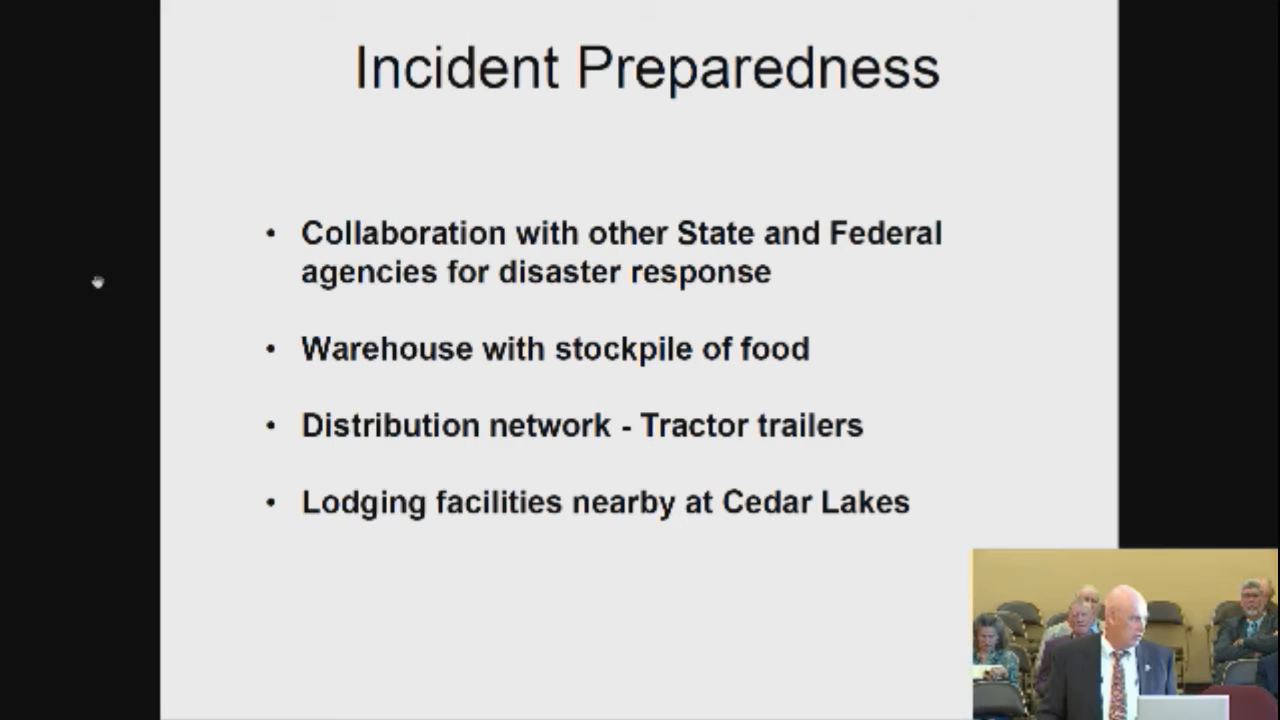 Incident Preparedness
• Collaboration with other State and Federal
agencies for disaster response
• Warehouse with stockpile of food
• Distribution network - Tractor trailers
• Lodging facilities nearby at Cedar Lakes